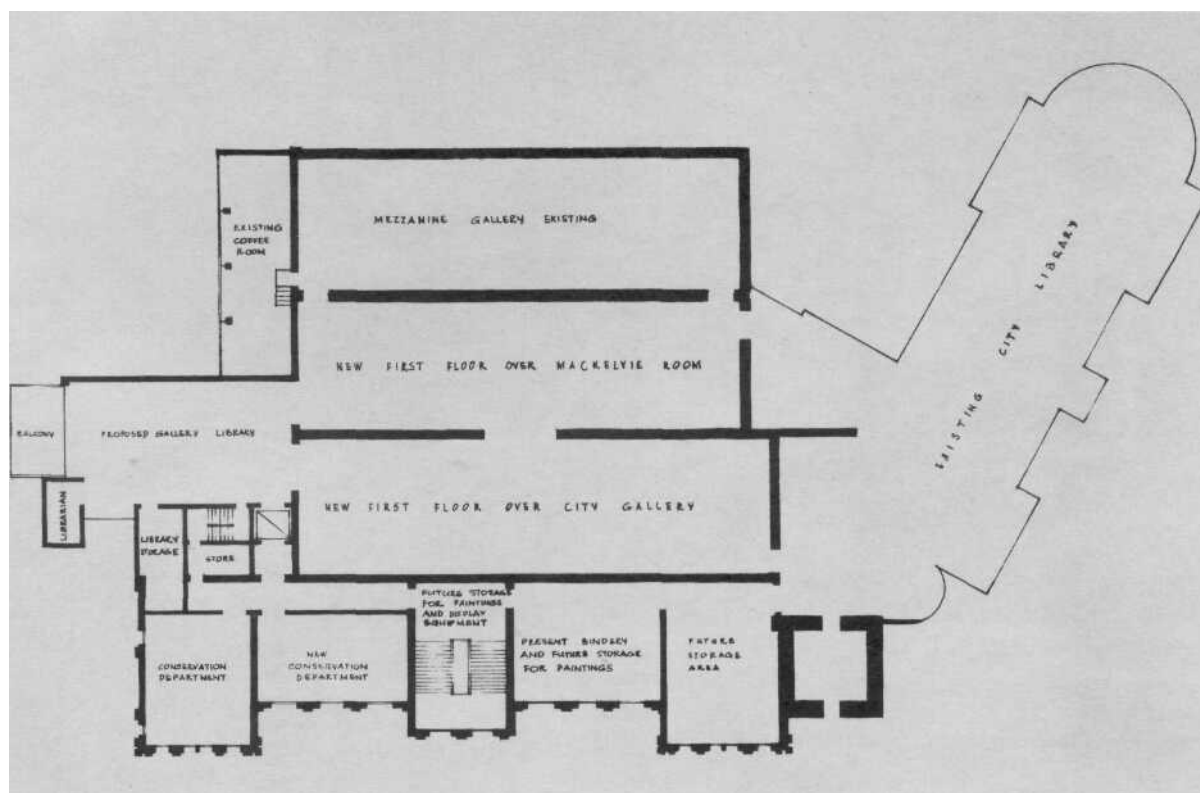 MEZZANINE GALLERY EXISTING
EXISTING
COFFEE
ROOM
NEW FIRST FLOOR OVER MACKELVIE ROOM
EXISTING CITY LIBRARY
BALCONY
PROPOSED GALLERY LIBRARY
LIBRARIAN
LIBRARY
STORAGE
STORE
NEW FIRST FLOOR OVER CITY GALLERY
FUTURE STORAGE
FOR PAINTINGS
AND DISPLAY
EQUIPMENT
CONSERVATION
DEPARTMENT
NEW
CONSERVATION
DEPARTMENT
PRESENT BINDERY
AND FUTURE STORAGE
FOR PAINTINGS
FUTURE
STORAGE
AREA